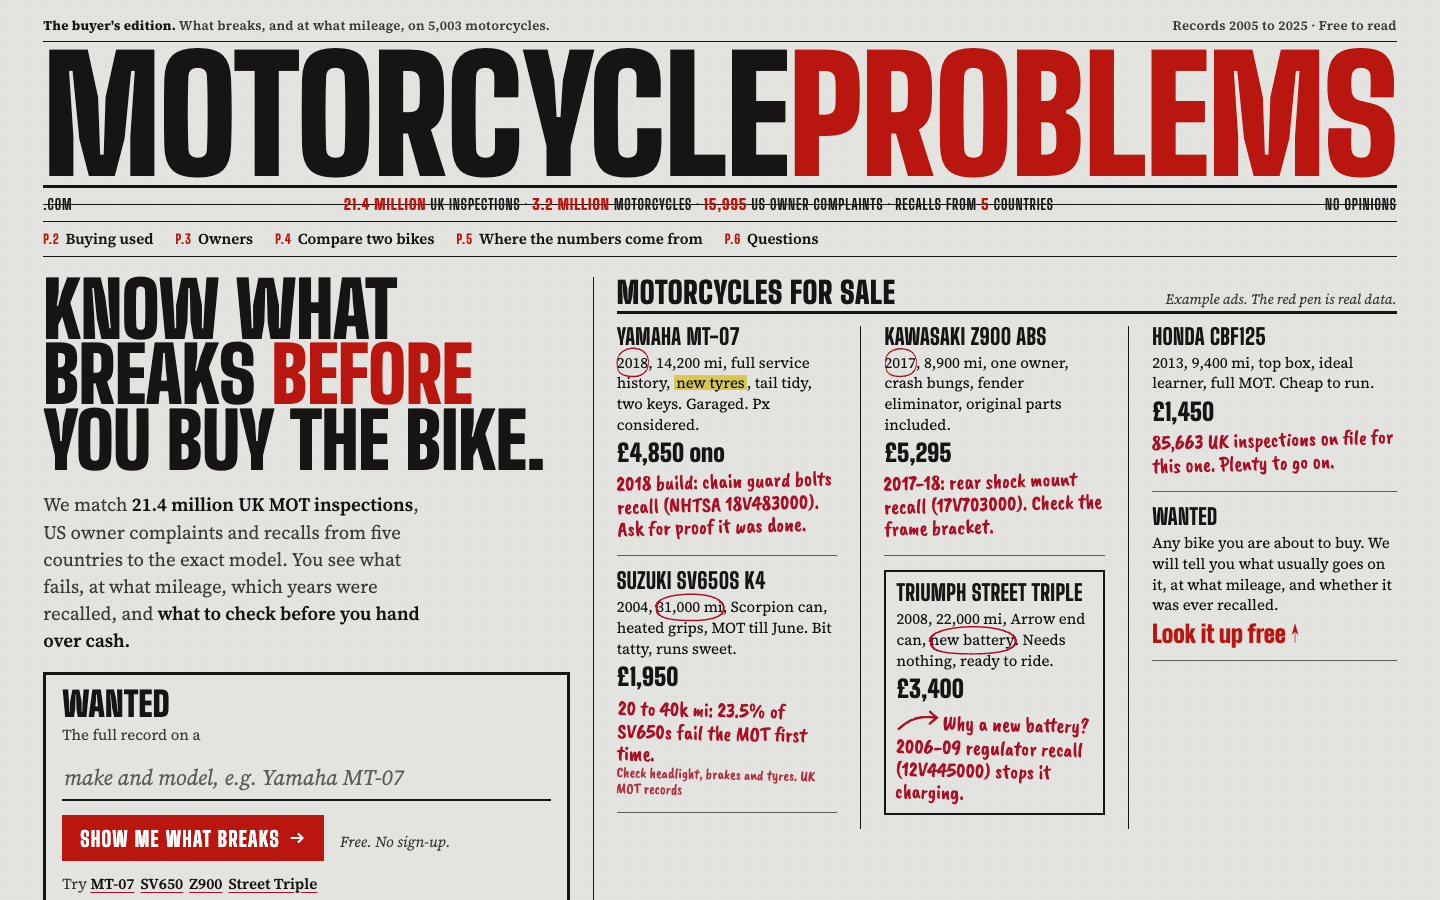 The buyer's edition. What breaks, and at what mileage, on 5,003 motorcycles.
Records 2005 to 2025 · Free to read
MOTORCYCLEPROBLEMS
.COM
21.4 MILLION UK INSPECTIONS · 3.2 MILLION MOTORCYCLES · 15,995 US OWNER COMPLAINTS · RECALLS FROM 5 COUNTRIES
NO OPINIONS
P.2 Buying used P.3 Owners P.4 Compare two bikes P.5 Where the numbers come from P.6 Questions
KNOW WHAT
BREAKS BEFORE
YOU BUY THE BIKE.
We match 21.4 million UK MOT inspections,
US owner complaints and recalls from five
countries to the exact model. You see what
fails, at what mileage, which years were
recalled, and what to check before you hand
over cash.
WANTED
The full record on a
make and model, e.g. Yamaha MT-07
SHOW ME WHAT BREAKS →
Free. No sign-up.
Try MT-07 SV650 Z900 Street Triple
MOTORCYCLES FOR SALE
Example ads. The red pen is real data.
YAMAHA MT-07
2018, 14,200 mi, full service
history, new tyres, tail tidy,
two keys. Garaged. Px
considered.
£4,850 ono
2018 build: chain guard bolts
recall (NHTSA 18V483000).
Ask for proof it was done.
SUZUKI SV650S K4
2004, 31,000 mi, Scorpion can,
heated grips, MOT till June. Bit
tatty, runs sweet.
£1,950
20 to 40k mi: 23.5% of
SV650s fail the MOT first
time.
Check headlight, brakes and tyres. UK
MOT records
KAWASAKI Z900 ABS
2017, 8,900 mi, one owner,
crash bungs, fender
eliminator, original parts
included.
£5,295
2017-18: rear shock mount
recall (17V703000). Check the
frame bracket.
TRIUMPH STREET TRIPLE
2008, 22,000 mi, Arrow end
can, new battery. Needs
nothing, ready to ride.
£3,400
Why a new battery?
2006-09 regulator recall
(12V445000) stops it
charging.
HONDA CBF125
2013, 9,400 mi, top box, ideal
learner, full MOT. Cheap to run.
£1,450
85,663 UK inspections on file for
this one. Plenty to go on.
WANTED
Any bike you are about to buy. We
will tell you what usually goes on
it, at what mileage, and whether it
was ever recalled.
Look it up free ↑